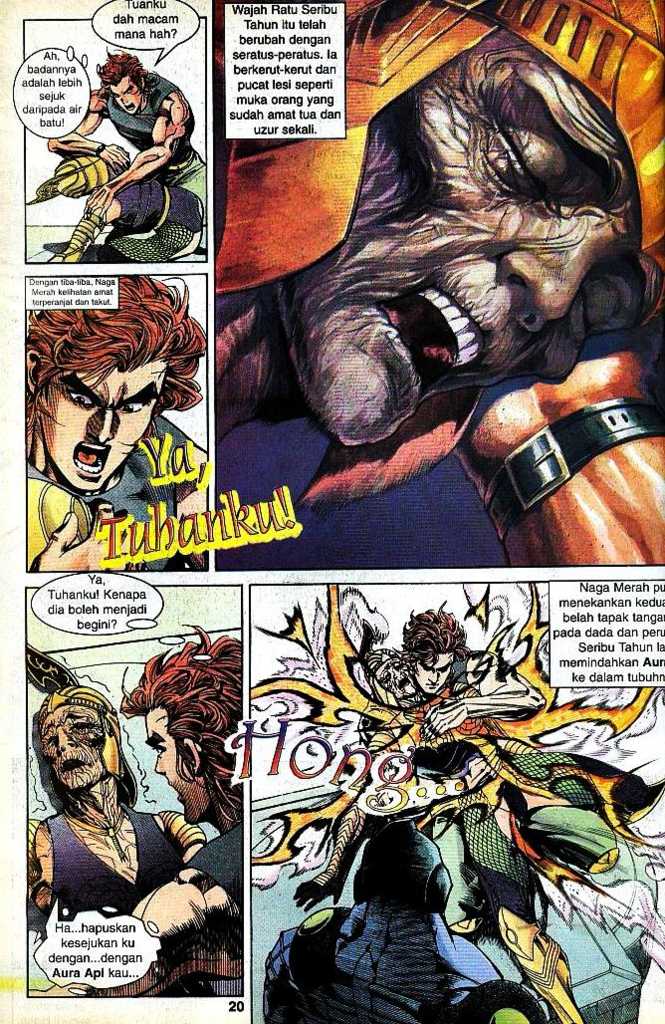 Tuanku
dah macam
mana hah?
Ah,
badannya
adalah lebih
sejuk
daripada air
batu!
Wajah Ratu Seribu
Tahun itu telah
berubah dengan
seratus-peratus. Ia
berkerut-kerut dan
pucat lesi seperti
muka orang yang
sudah amat tua dan
uzur sekali.
Dengan tiba-tiba, Naga
Merah kelihatan amat
terperanjat dan takut.
Ya,
Tuhanku!
Ya,
Tuhanku! Kenapa
dia boleh menjadi
begini?
Ha...hapuskan
kesejukan ku
dengan...dengan
Aura Api kau...
Naga Merah pu
menekankan kedua
belah tapak tanga
pada dada dan peru
Seribu Tahun la
memindahkan Aur
ke dalam tubuhn
Hong...
20